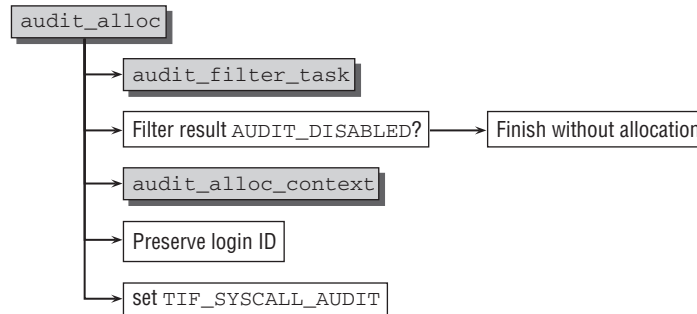 audit_alloc
audit_filter_task
Filter result AUDIT_DISABLED?
Finish without allocation
audit_alloc_context
Preserve login ID
set TIF_SYSCALL_AUDIT